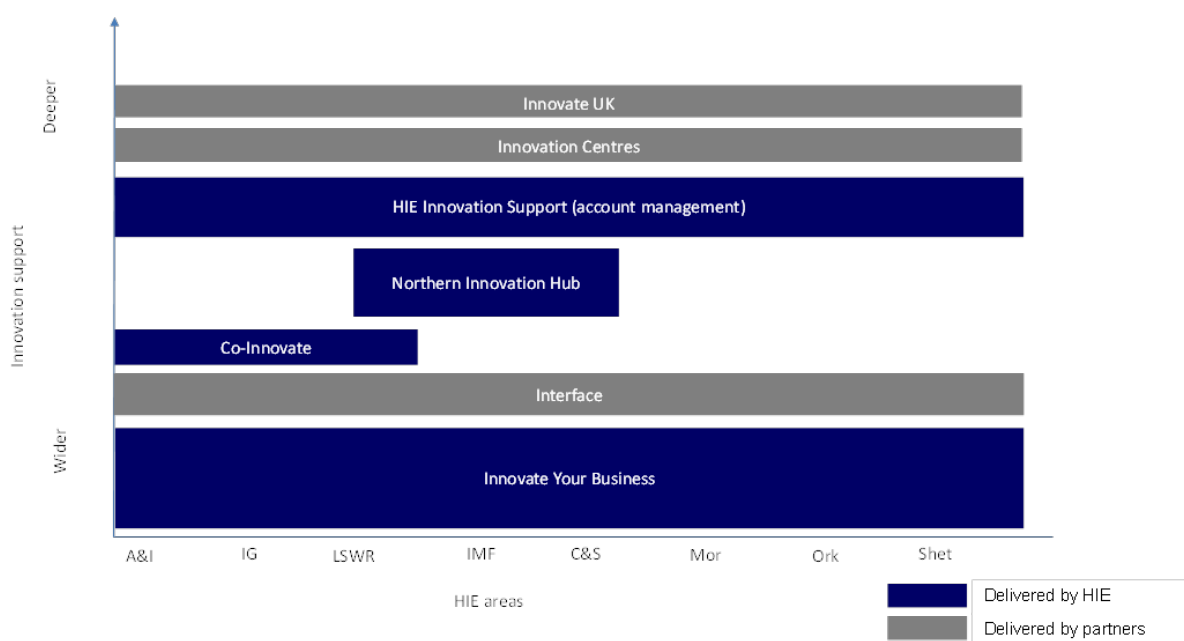 Deeper
Innovation support
Wider
Innovate UK
Innovation Centres
HIE Innovation Support (account management)
Northern Innovation Hub
Co-Innovate
Interface
Innovate Your Business
A&I IG LSWR IMF C&S Mor Ork Shet
HIE areas
Delivered by HIE
Delivered by partners